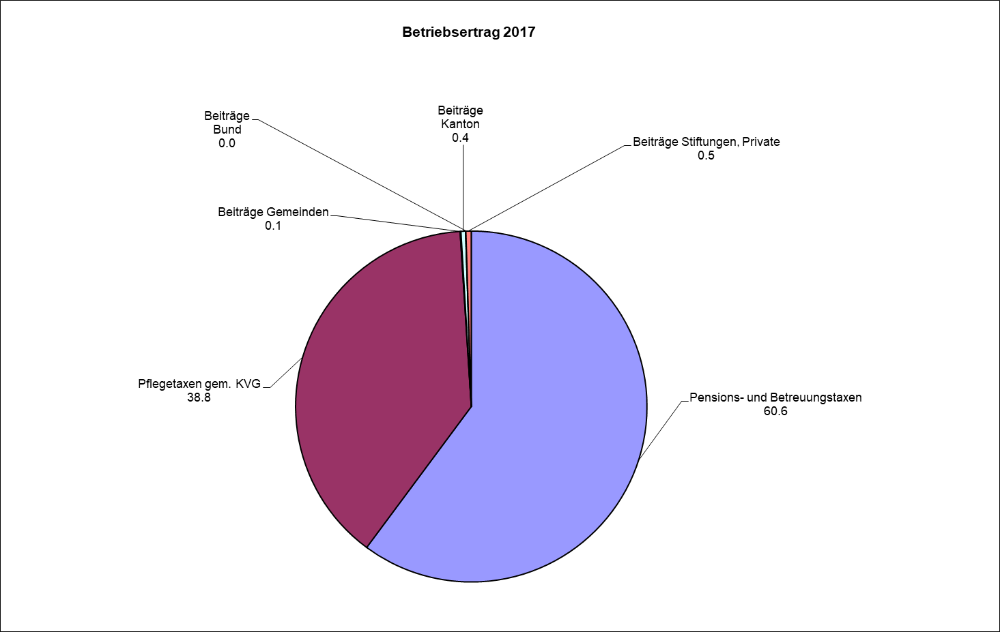 Betriebsertrag 2017
Beiträge
Bund
0.0
Beiträge
Kanton
0.4
Beiträge Stiftungen, Private
0.5
Beiträge Gemeinden
0.1
Pflegetaxen gem. KVG
38.8
Pensions- und Betreuungstaxen
60.6